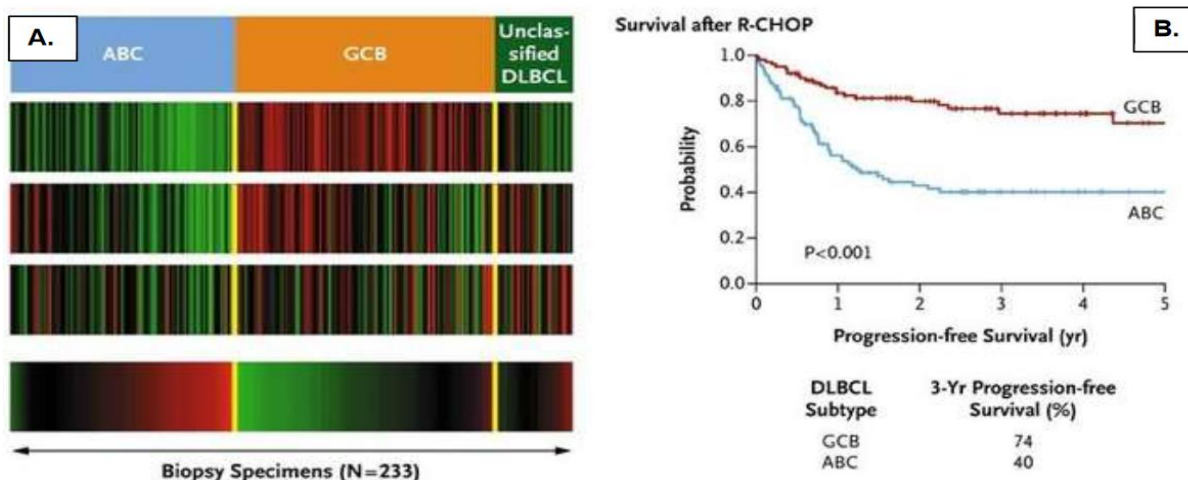 A.
ABC
GCB
Unclas-
sified
DLBCL
Biopsy Specimens (N=233)
B.
Survival after R-CHOP
1.0
0.8
0.6
0.4
0.2
0.0
Probability
GCB
ABC
P<0.001
0 1 2 3 4 5
Progression-free Survival (yr)
DLBCL 3-Yr Progression-free
Subtype Survival (%)
GCB 74
ABC 40